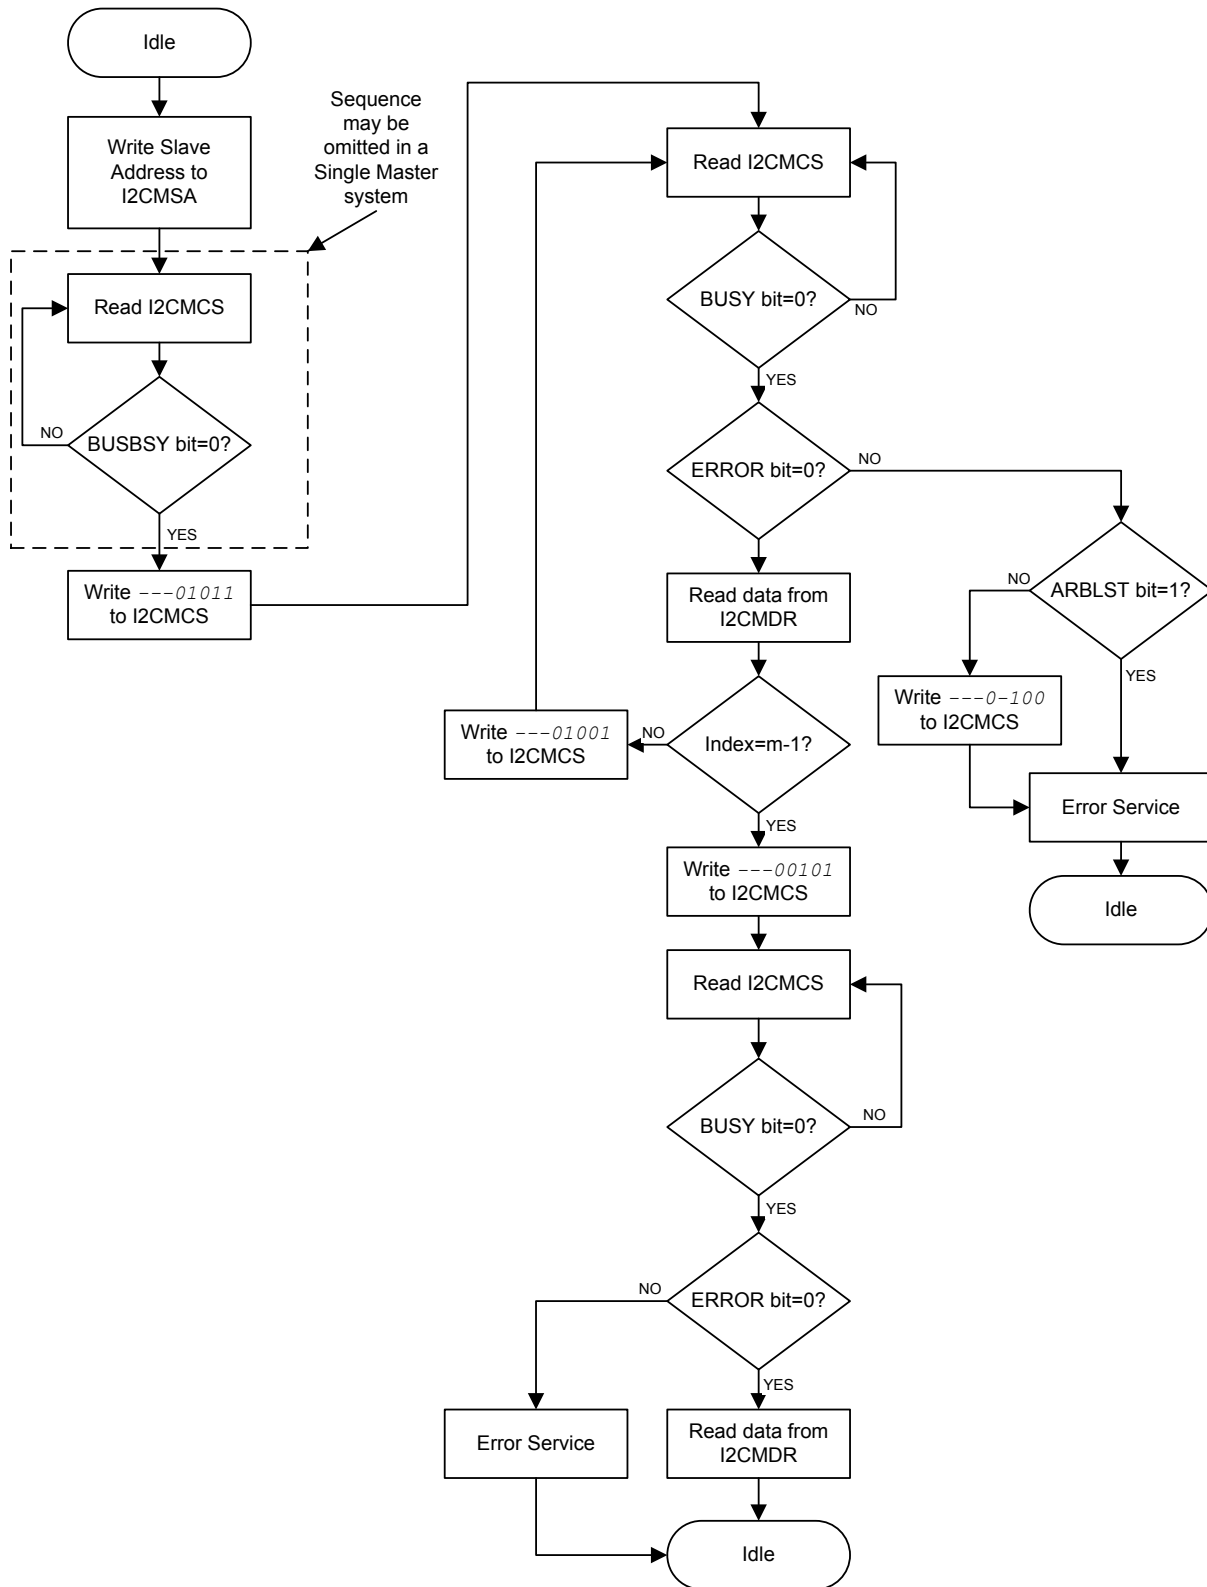 Idle
Write Slave
Address to
I2CMSA
Sequence
may be
omitted in a
Single Master
system
Read I2CMCS
BUSBSY bit=0?
NO
YES
Write ---01011
to I2CMCS
Read I2CMCS
BUSY bit=0?
NO
YES
ERROR bit=0?
NO
Read data from
I2CMDR
ARBLST bit=1?
NO
YES
Write ---0-100
to I2CMCS
Error Service
Idle
Index=m-1?
NO
Write ---01001
to I2CMCS
YES
Write ---00101
to I2CMCS
Read I2CMCS
BUSY bit=0?
NO
YES
ERROR bit=0?
NO
YES
Error Service
Read data from
I2CMDR
Idle